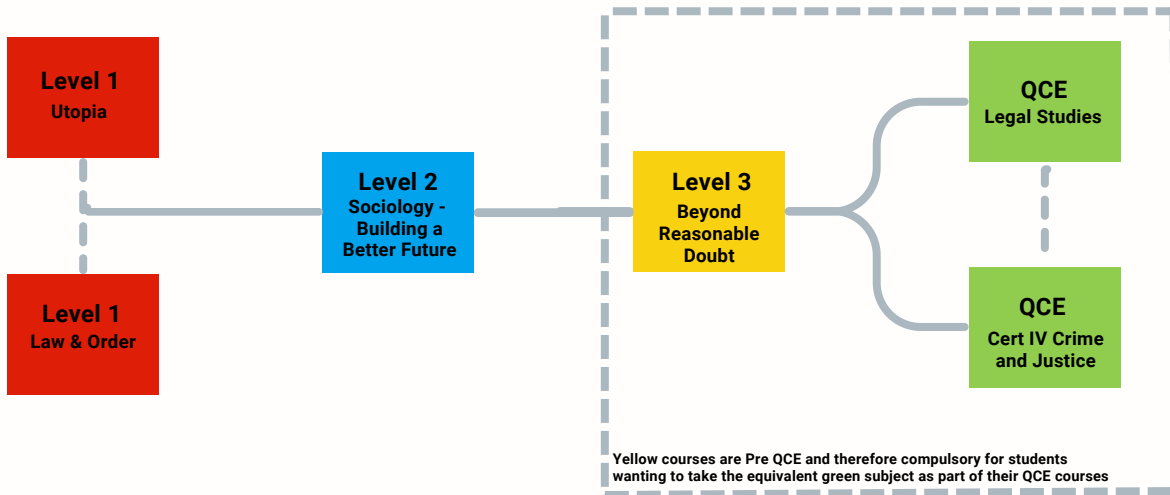 Level 1
Utopia
Level 1
Law & Order
Level 2
Sociology -
Building a
Better Future
Level 3
Beyond
Reasonable
Doubt
QCE
Legal Studies
QCE
Cert IV Crime
and Justice
Yellow courses are Pre QCE and therefore compulsory for students
wanting to take the equivalent green subject as part of their QCE courses